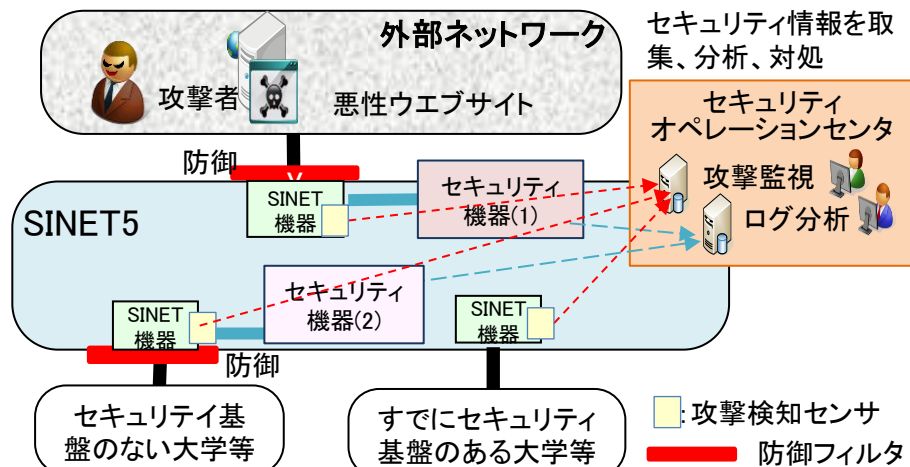 セキュリティ情報を取
集、分析、対処
外部ネットワーク
攻撃者
悪性ウエブサイト
セキュリティ
オペレーションセンタ
攻撃監視
ログ分析
防御
SINET5
SINET
機器
セキュリティ
機器(1)
セキュリティ
機器(2)
SINET
機器
SINET
機器
防御
セキュリテイ基
盤のない大学等
すでにセキュリティ
基盤のある大学等
:攻撃検知センサ
防御フィルタ